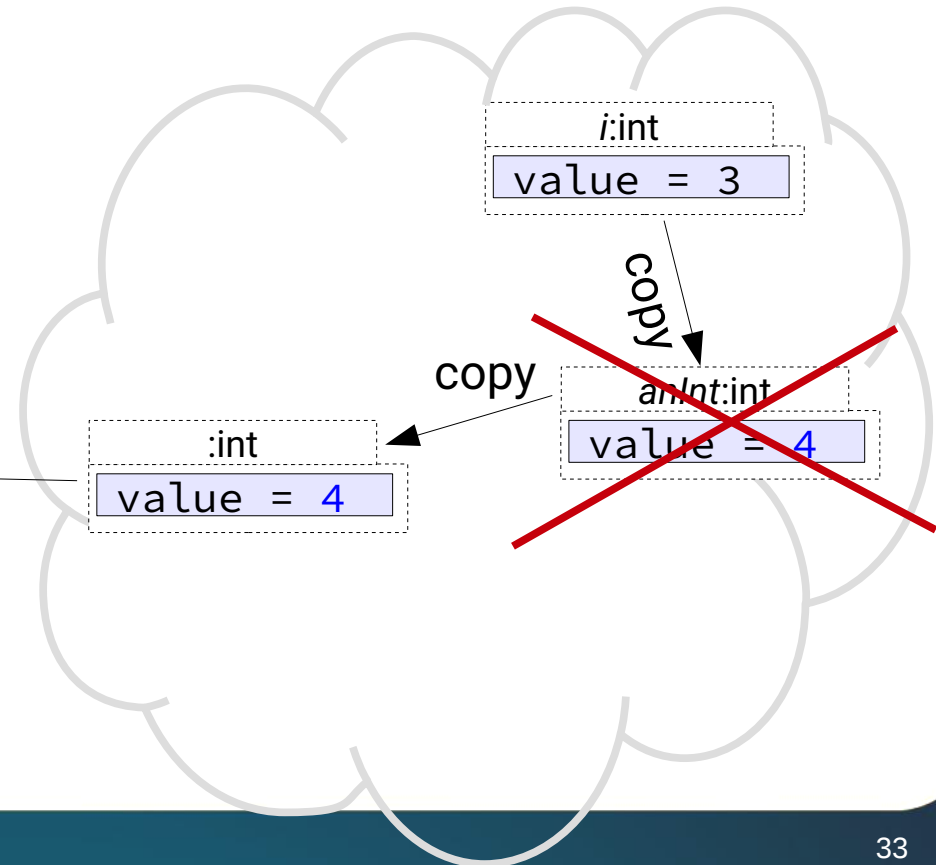 i:int
value = 3
copy
copy
anInt:int
value = 4
:int
value = 4
33